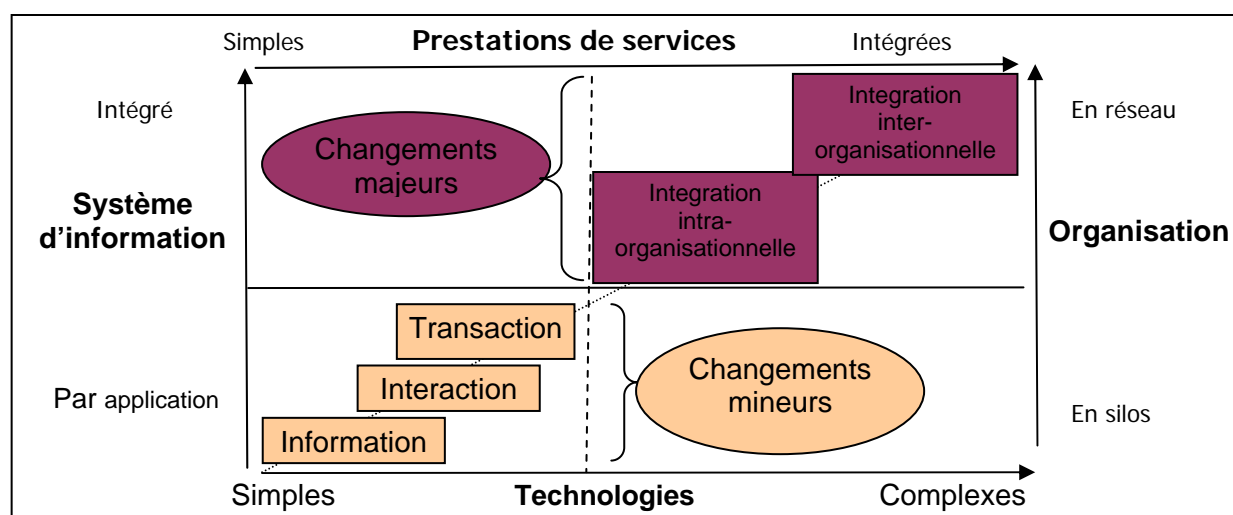 Simples Prestations de services Intégrées
Intégré
Changements
majeurs
Integration
inter-
organisationnelle
En réseau
Système
d’information
Integration
intra-
organisationnelle
Organisation
Transaction
Interaction
Information
Changements
mineurs
Par application
En silos
Simples Technologies Complexes